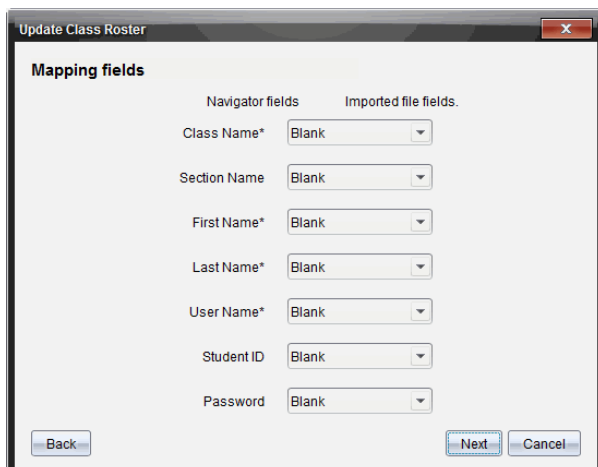 Update Class Roster
x
Mapping fields
Navigator fields Imported file fields.
Class Name* Blank
Section Name Blank
First Name* Blank
Last Name* Blank
User Name* Blank
Student ID Blank
Password Blank
Back Next Cancel